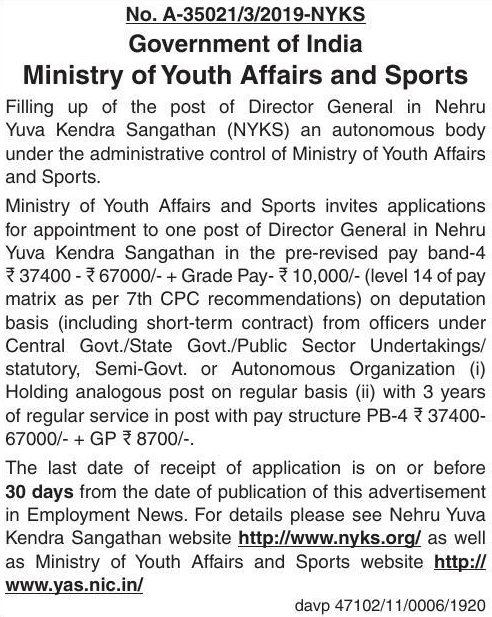 No. A-35021/3/2019-NYKS
Government of India
Ministry of Youth Affairs and Sports
Filling up of the post of Director General in Nehru
Yuva Kendra Sangathan (NYKS) an autonomous body
under the administrative control of Ministry of Youth Affairs
and Sports.
Ministry of Youth Affairs and Sports invites applications
for appointment to one post of Director General in Nehru
Yuva Kendra Sangathan in the pre-revised pay band-4
₹ 37400 - ₹ 67000/- + Grade Pay- ₹ 10,000/- (level 14 of pay
matrix as per 7th CPC recommendations) on deputation
basis (including short-term contract) from officers under
Central Govt./State Govt./Public Sector Undertakings/
statutory, Semi-Govt. or Autonomous Organization (i)
Holding analogous post on regular basis (ii) with 3 years
of regular service in post with pay structure PB-4 ₹ 37400-
67000/- + GP ₹ 8700/-.
The last date of receipt of application is on or before
30 days from the date of publication of this advertisement
in Employment News. For details please see Nehru Yuva
Kendra Sangathan website http://www.nyks.org/ as well
as Ministry of Youth Affairs and Sports website http://
www.yas.nic.in/
davp 47102/11/0006/1920